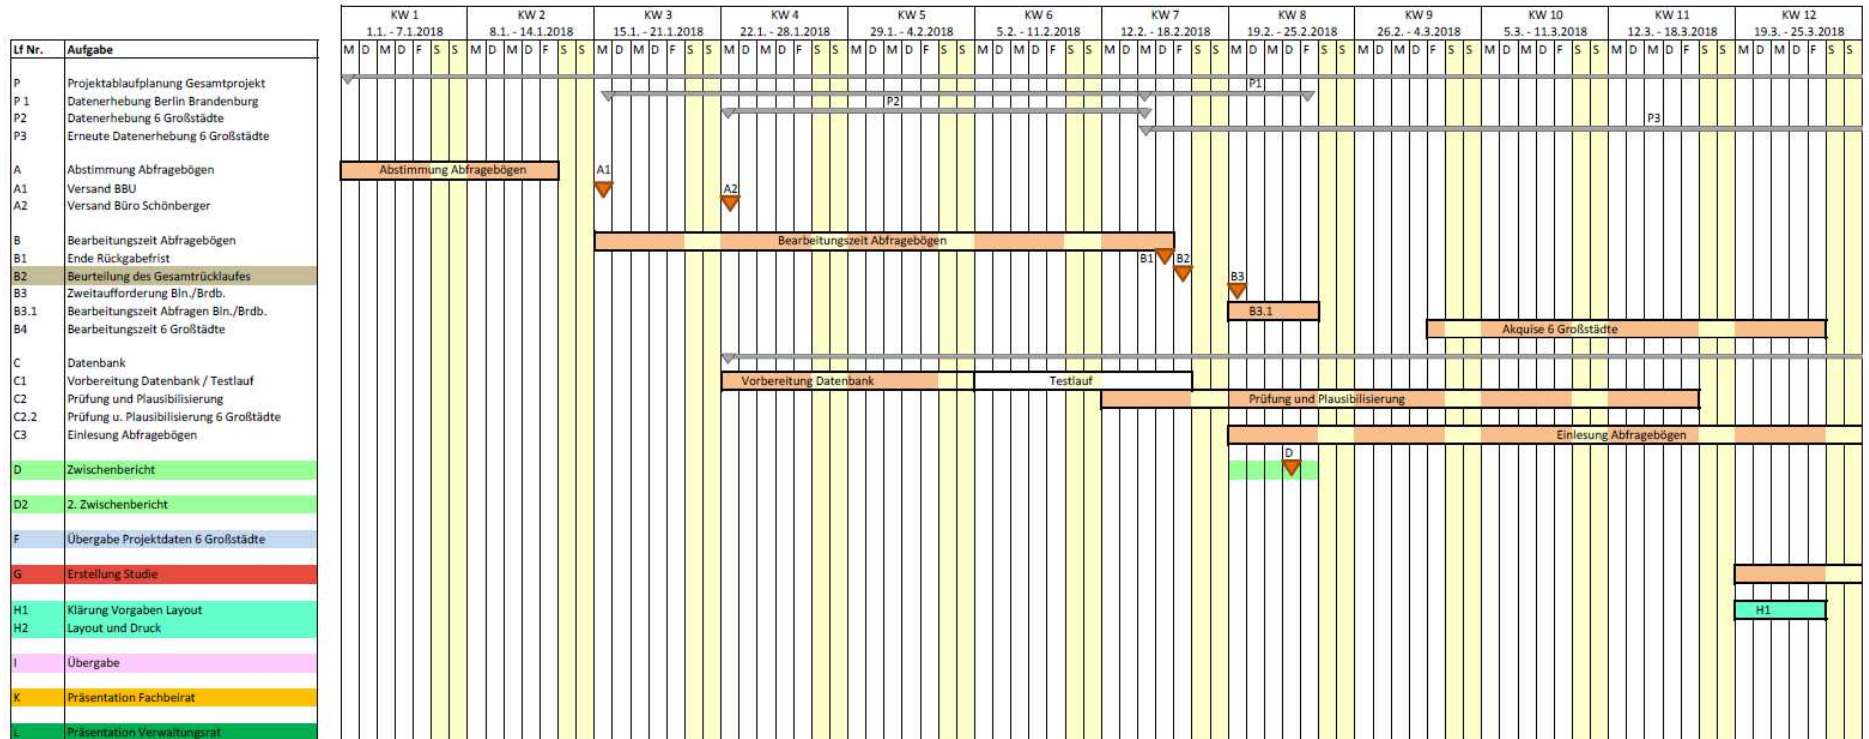 KW 1 KW 2 KW 3 KW 4 KW 5 KW 6 KW 7 KW 8 KW 9 KW 10 KW 11 KW 12
1.1. - 7.1.2018 8.1. - 14.1.2018 15.1. - 21.1.2018 22.1. - 28.1.2018 29.1. - 4.2.2018 5.2. - 11.2.2018 12.2. - 18.2.2018 19.2. - 25.2.2018 26.2. - 4.3.2018 5.3. - 11.3.2018 12.3. - 18.3.2018 19.3. - 25.3.2018
Lf Nr. Aufgabe M D M D F S S M D M D F S S M D M D F S S M D M D F S S M D M D F S S M D M D F S S M D M D F S S M D M D F S S M D M D F S S M D M D F S S M D M D F S S M D M D F S S
P Projektablaufplanung Gesamtprojekt P1
P 1 Datenerhebung Berlin Brandenburg P2
P2 Datenerhebung 6 Großstädte P3
P3 Erneute Datenerhebung 6 Großstädte
A Abstimmung Abfragebögen Abstimmung Abfragebögen A1
A1 Versand BBU A2
A2 Versand Büro Schönberger
B Bearbeitungszeit Abfragebögen Bearbeitungszeit Abfragebögen
B1 Ende Rückgabefrist B1 B2
B2 Beurteilung des Gesamtrücklaufes B3
B3 Zweitaufforderung Bln./Brdb.
B3.1 Bearbeitungszeit Abfragen Bln./Brdb. B3.1
B4 Bearbeitungszeit 6 Großstädte Akquise 6 Großstädte
C Datenbank
C1 Vorbereitung Datenbank / Testlauf Vorbereitung Datenbank Testlauf
C2 Prüfung und Plausibilisierung Prüfung und Plausibilisierung
C2.2 Prüfung u. Plausibilisierung 6 Großstädte
C3 Einlesung Abfragebögen Einlesung Abfragebögen
D Zwischenbericht D
D2 2. Zwischenbericht
F Übergabe Projektdaten 6 Großstädte
G Erstellung Studie
H1 Klärung Vorgaben Layout H1
H2 Layout und Druck
I Übergabe
K Präsentation Fachbeirat
L Präsentation Verwaltungsrat